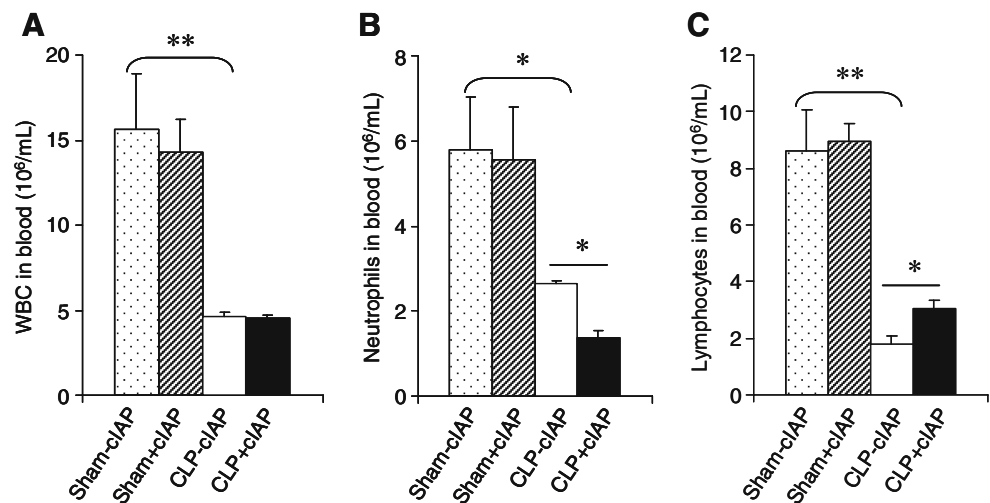 A
WBC in blood (10⁶/mL)
20
15
10
5
0
**
Sham-cIAP
Sham+cIAP
CLP-cIAP
CLP+cIAP
B
Neutrophils in blood (10⁶/mL)
8
6
4
2
0
*
*
Sham-cIAP
Sham+cIAP
CLP-cIAP
CLP+cIAP
C
Lymphocytes in blood (10⁶/mL)
12
10
8
6
4
2
0
**
*
Sham-cIAP
Sham+cIAP
CLP-cIAP
CLP+cIAP